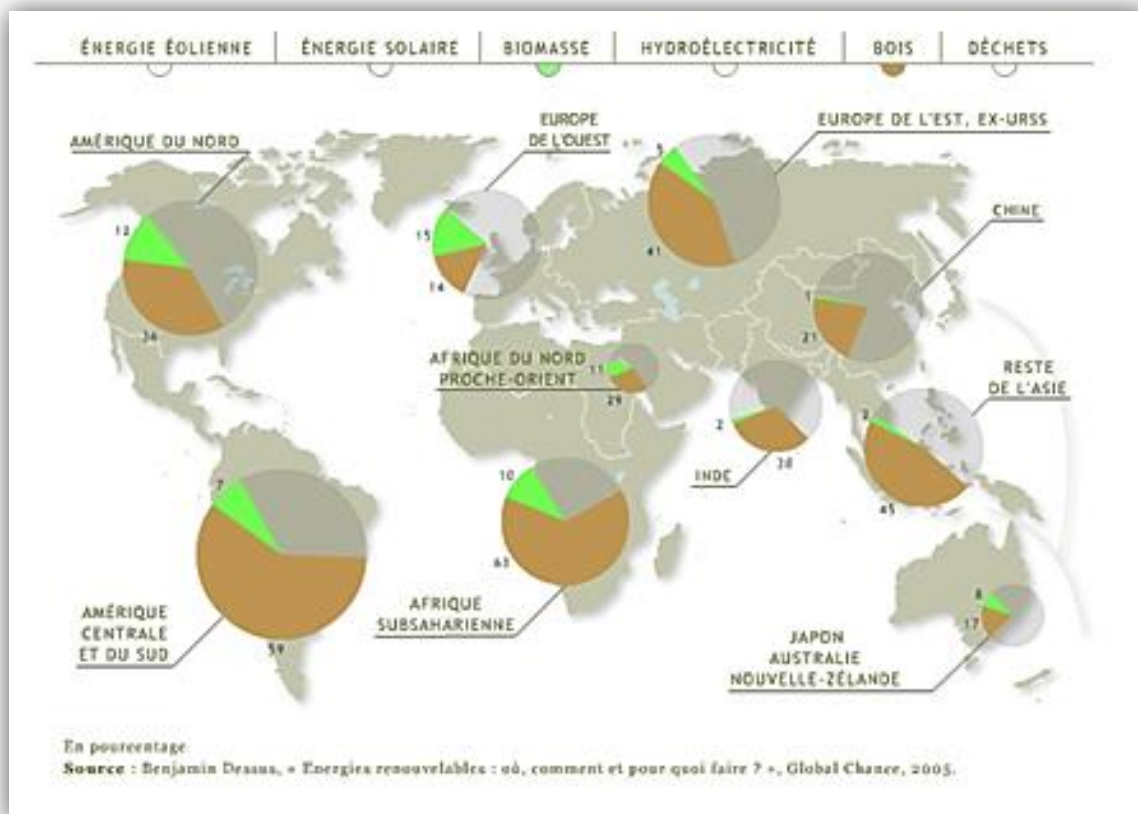 ÉNERGIE ÉOLIENNE
ÉNERGIE SOLAIRE
BIOMASSE
HYDROÉLECTRICITÉ
BOIS
DÉCHETS
AMÉRIQUE DU NORD
12
EUROPE
DE L'OUEST
15
14
EUROPE DE L'EST, EX-URSS
5
41
CHINE
1
21
AFRIQUE DU NORD
PROCHE-ORIENT
11
29
INDE
2
RESTE
DE L'ASIE
45
AMÉRIQUE
CENTRALE
ET DU SUD
7
59
AFRIQUE
SUBSAHARIENNE
10
63
JAPON
AUSTRALIE
NOUVELLE-ZÉLANDE
8
17
En pourcentage
Source : Benjamin Dessus, « Energies renouvelables : où, comment et pour quoi faire ? », Global Chance, 2005.